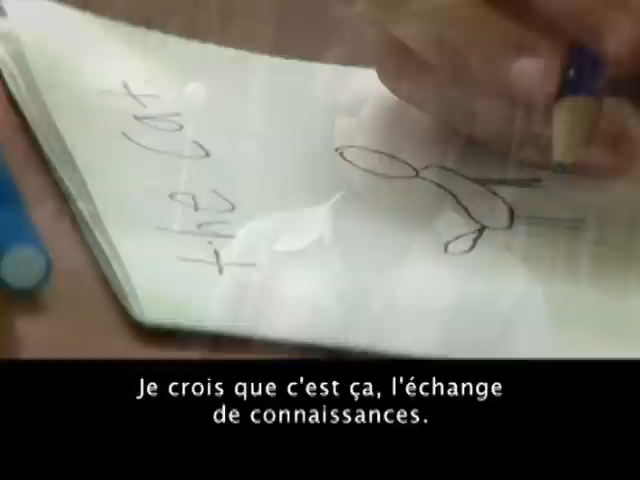 the cat
Je crois que c'est ça, l'échange
de connaissances.